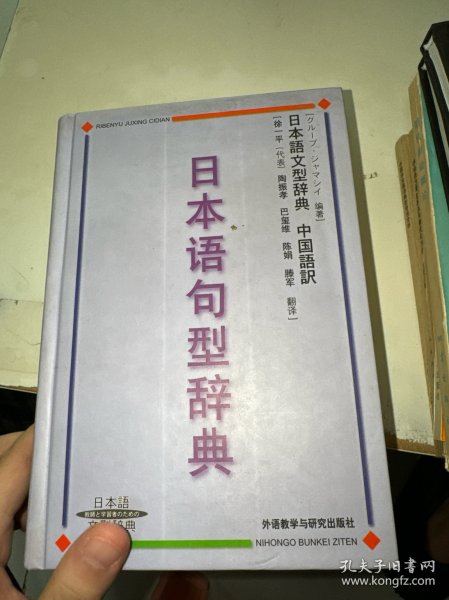 RIBENYU JUXING CIDIAN
[グループ・ジャマシイ 编著]
日本語文型辞典 中国語訳
[徐一平(代表) 陶振孝 巴玺维 陈娟 滕军 翻译]
日本语句型辞典
日本語
教師と学習者のための
文型辞典
外语教学与研究出版社
NIHONGO BUNKEI ZITEN
孔夫子旧书网
www.kongfz.com